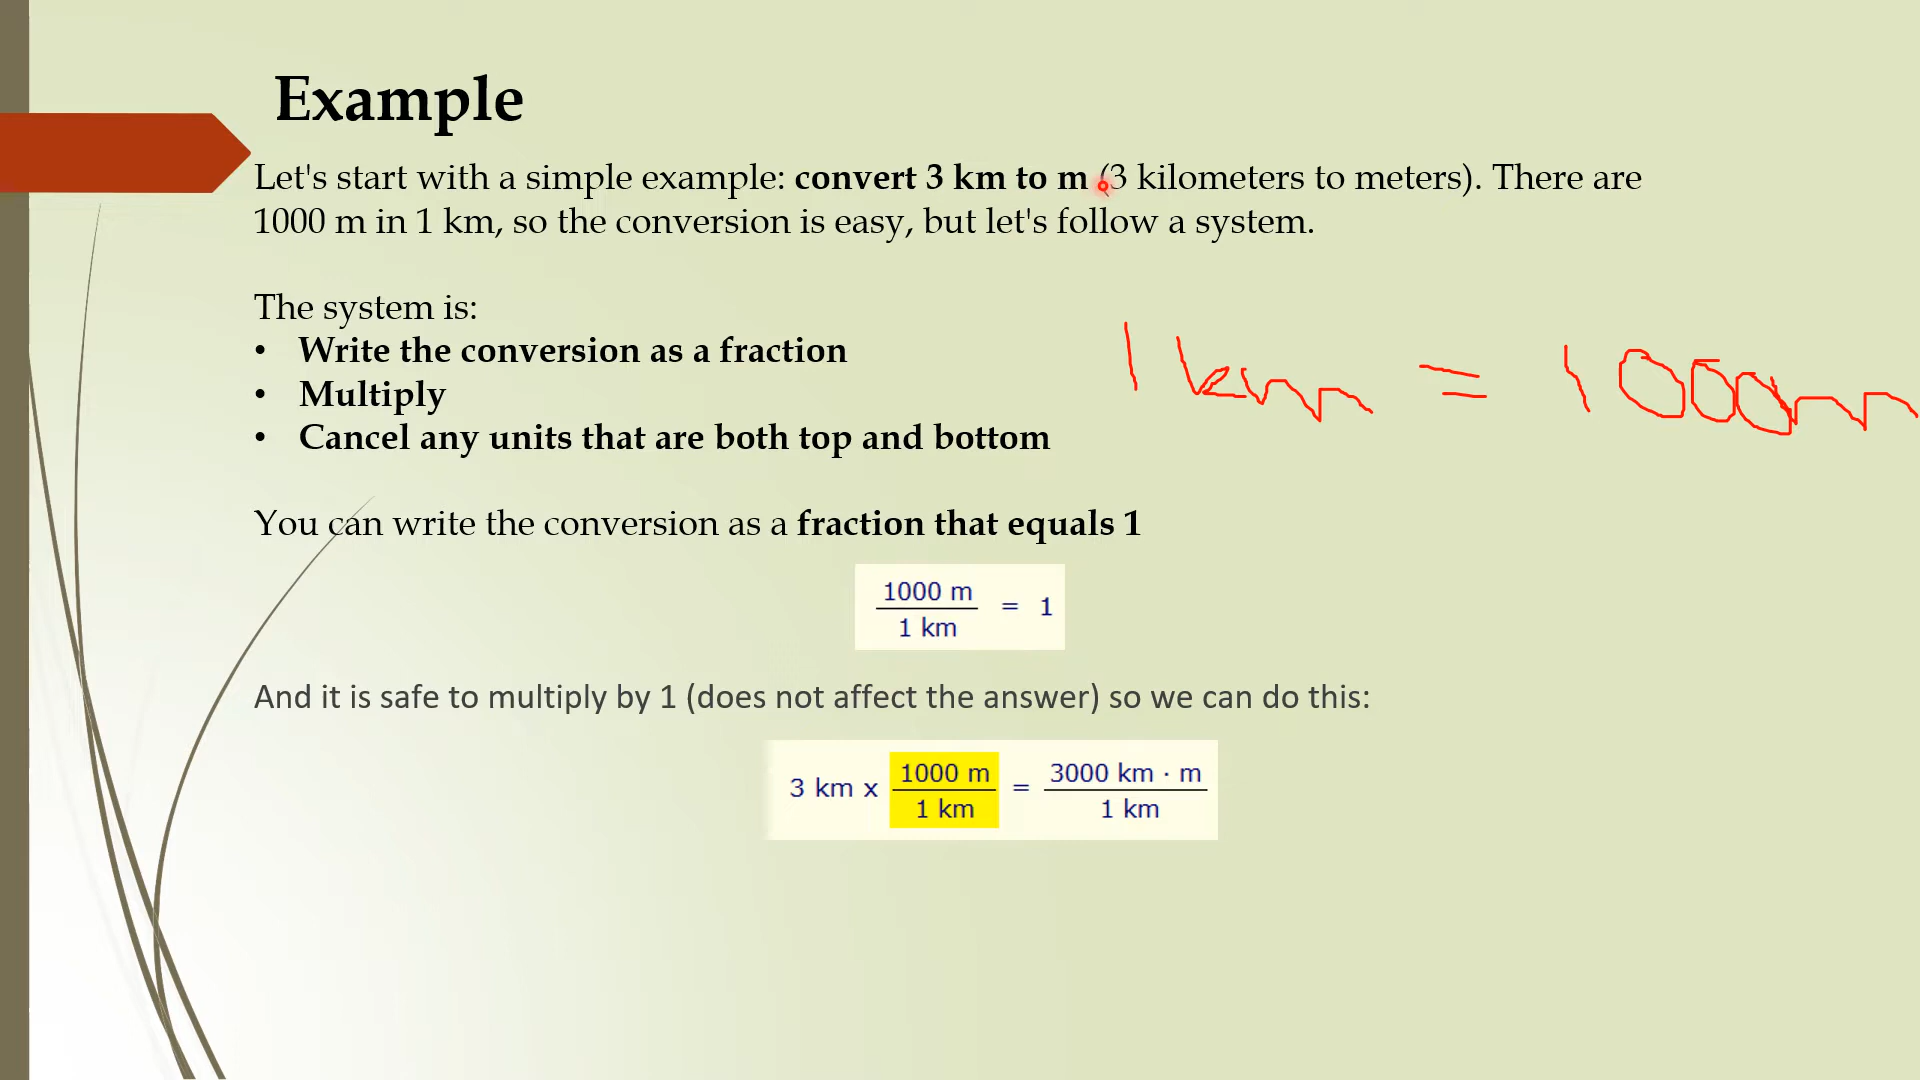 Example
Let's start with a simple example: convert 3 km to m (3 kilometers to meters). There are
1000 m in 1 km, so the conversion is easy, but let's follow a system.
The system is:
• Write the conversion as a fraction
• Multiply
• Cancel any units that are both top and bottom
1 km = 1000m
You can write the conversion as a fraction that equals 1
1000 m
= 1
1 km
And it is safe to multiply by 1 (does not affect the answer) so we can do this:
3 km x 1000 m / 1 km = 3000 km · m / 1 km